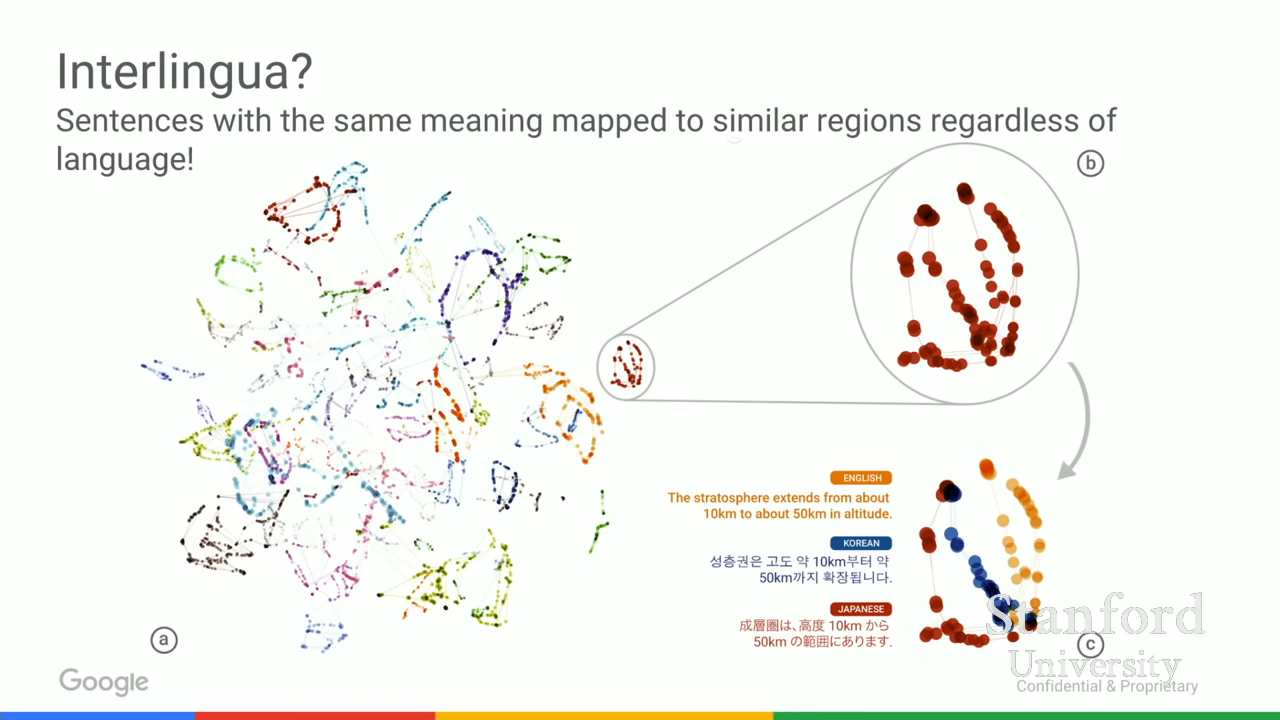 Interlingua?
Sentences with the same meaning mapped to similar regions regardless of
language!
b
ENGLISH
The stratosphere extends from about
10km to about 50km in altitude.
KOREAN
성층권은 고도 약 10km부터 약
50km까지 확장됩니다.
JAPANESE
成層圏は、高度 10km から
50km の範囲にあります.
a
c
Stanford
University
Google
Confidential & Proprietary